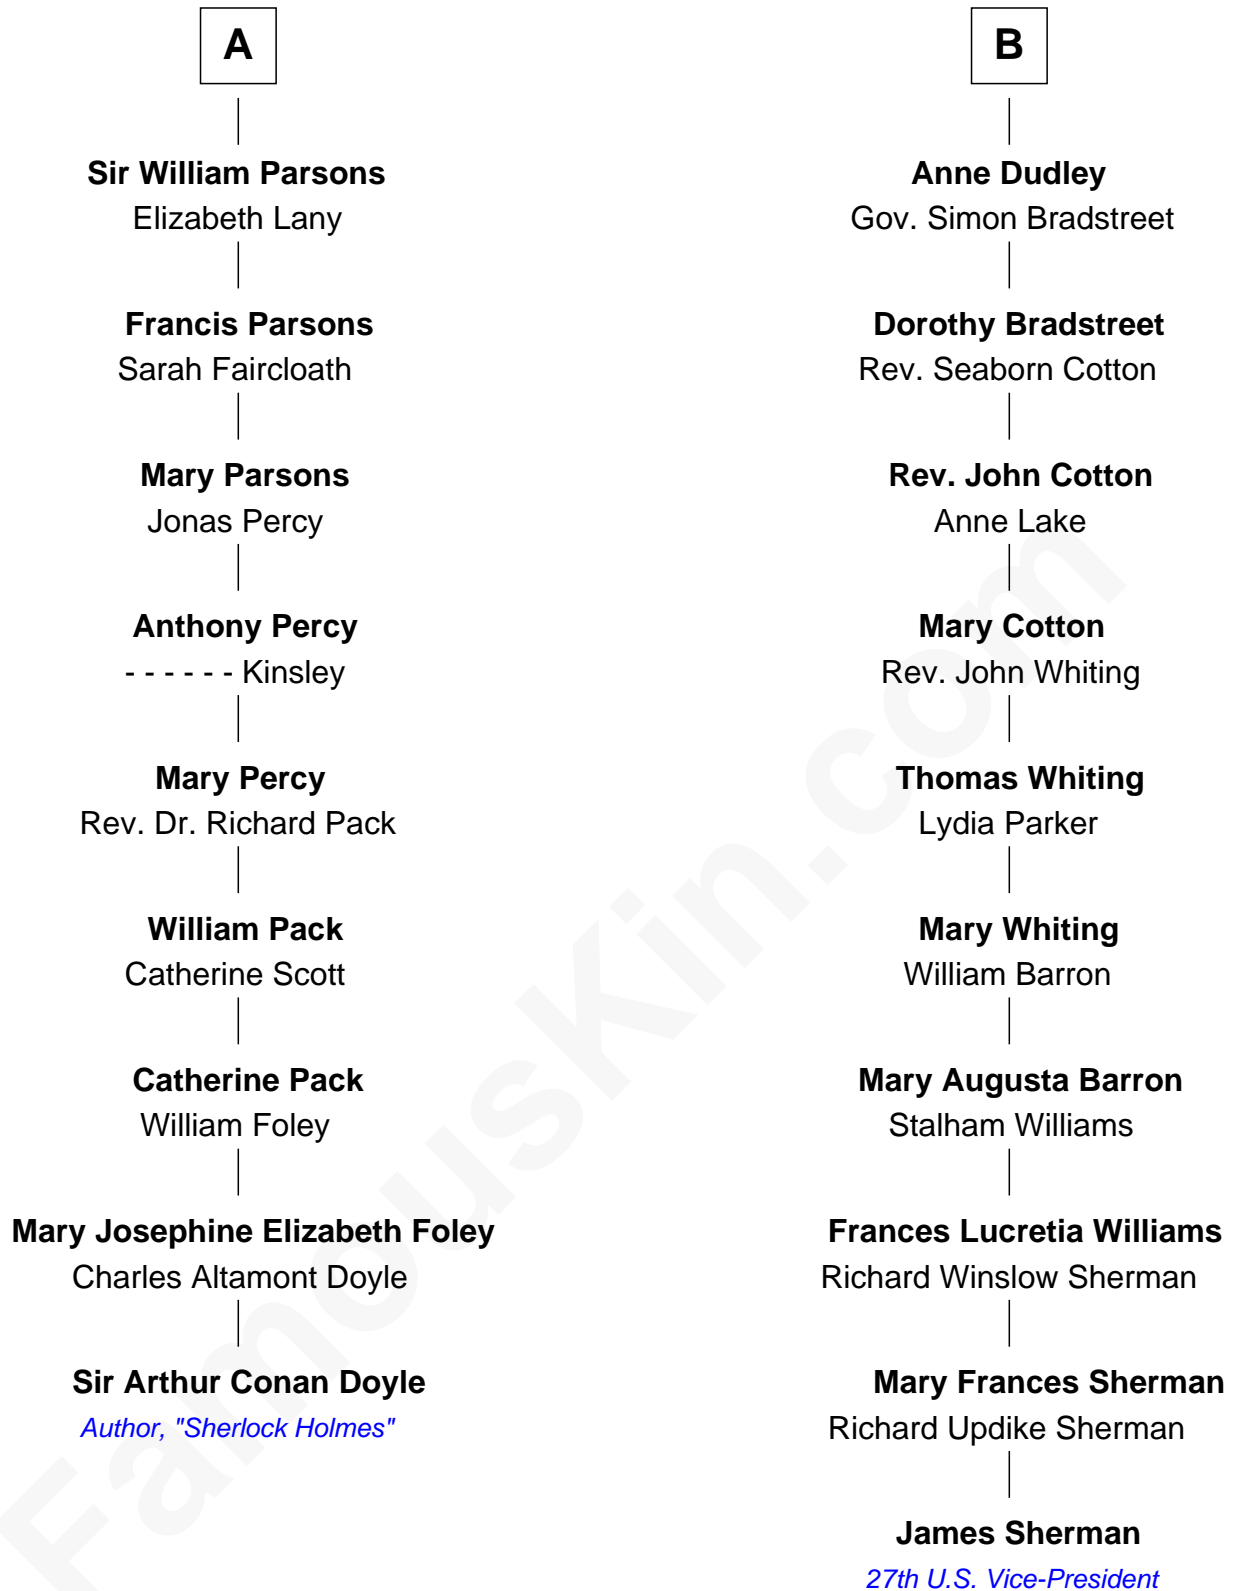 A
Sir William Parsons
Elizabeth Lany
Francis Parsons
Sarah Faircloath
Mary Parsons
Jonas Percy
Anthony Percy
- - - - - - Kinsley
Mary Percy
Rev. Dr. Richard Pack
William Pack
Catherine Scott
Catherine Pack
William Foley
Mary Josephine Elizabeth Foley
Charles Altamont Doyle
Sir Arthur Conan Doyle
Author, "Sherlock Holmes"
B
Anne Dudley
Gov. Simon Bradstreet
Dorothy Bradstreet
Rev. Seaborn Cotton
Rev. John Cotton
Anne Lake
Mary Cotton
Rev. John Whiting
Thomas Whiting
Lydia Parker
Mary Whiting
William Barron
Mary Augusta Barron
Stalham Williams
Frances Lucretia Williams
Richard Winslow Sherman
Mary Frances Sherman
Richard Updike Sherman
James Sherman
27th U.S. Vice-President
FamousKin.com